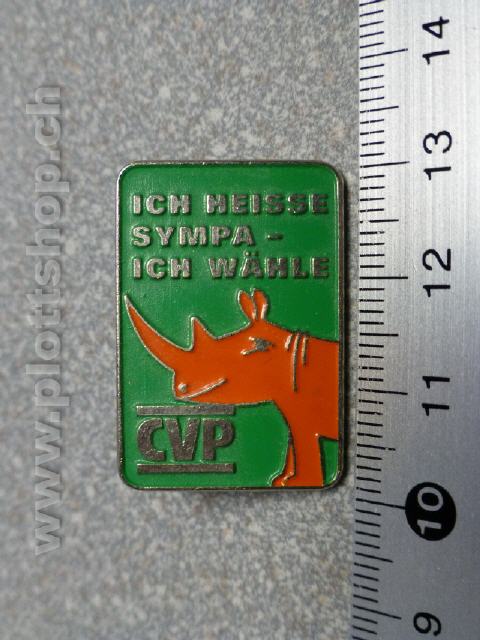 ICH HEISSE
SYMPA -
ICH WÄHLE
CVP
14
13
12
11
10
9
www.plottshop.ch